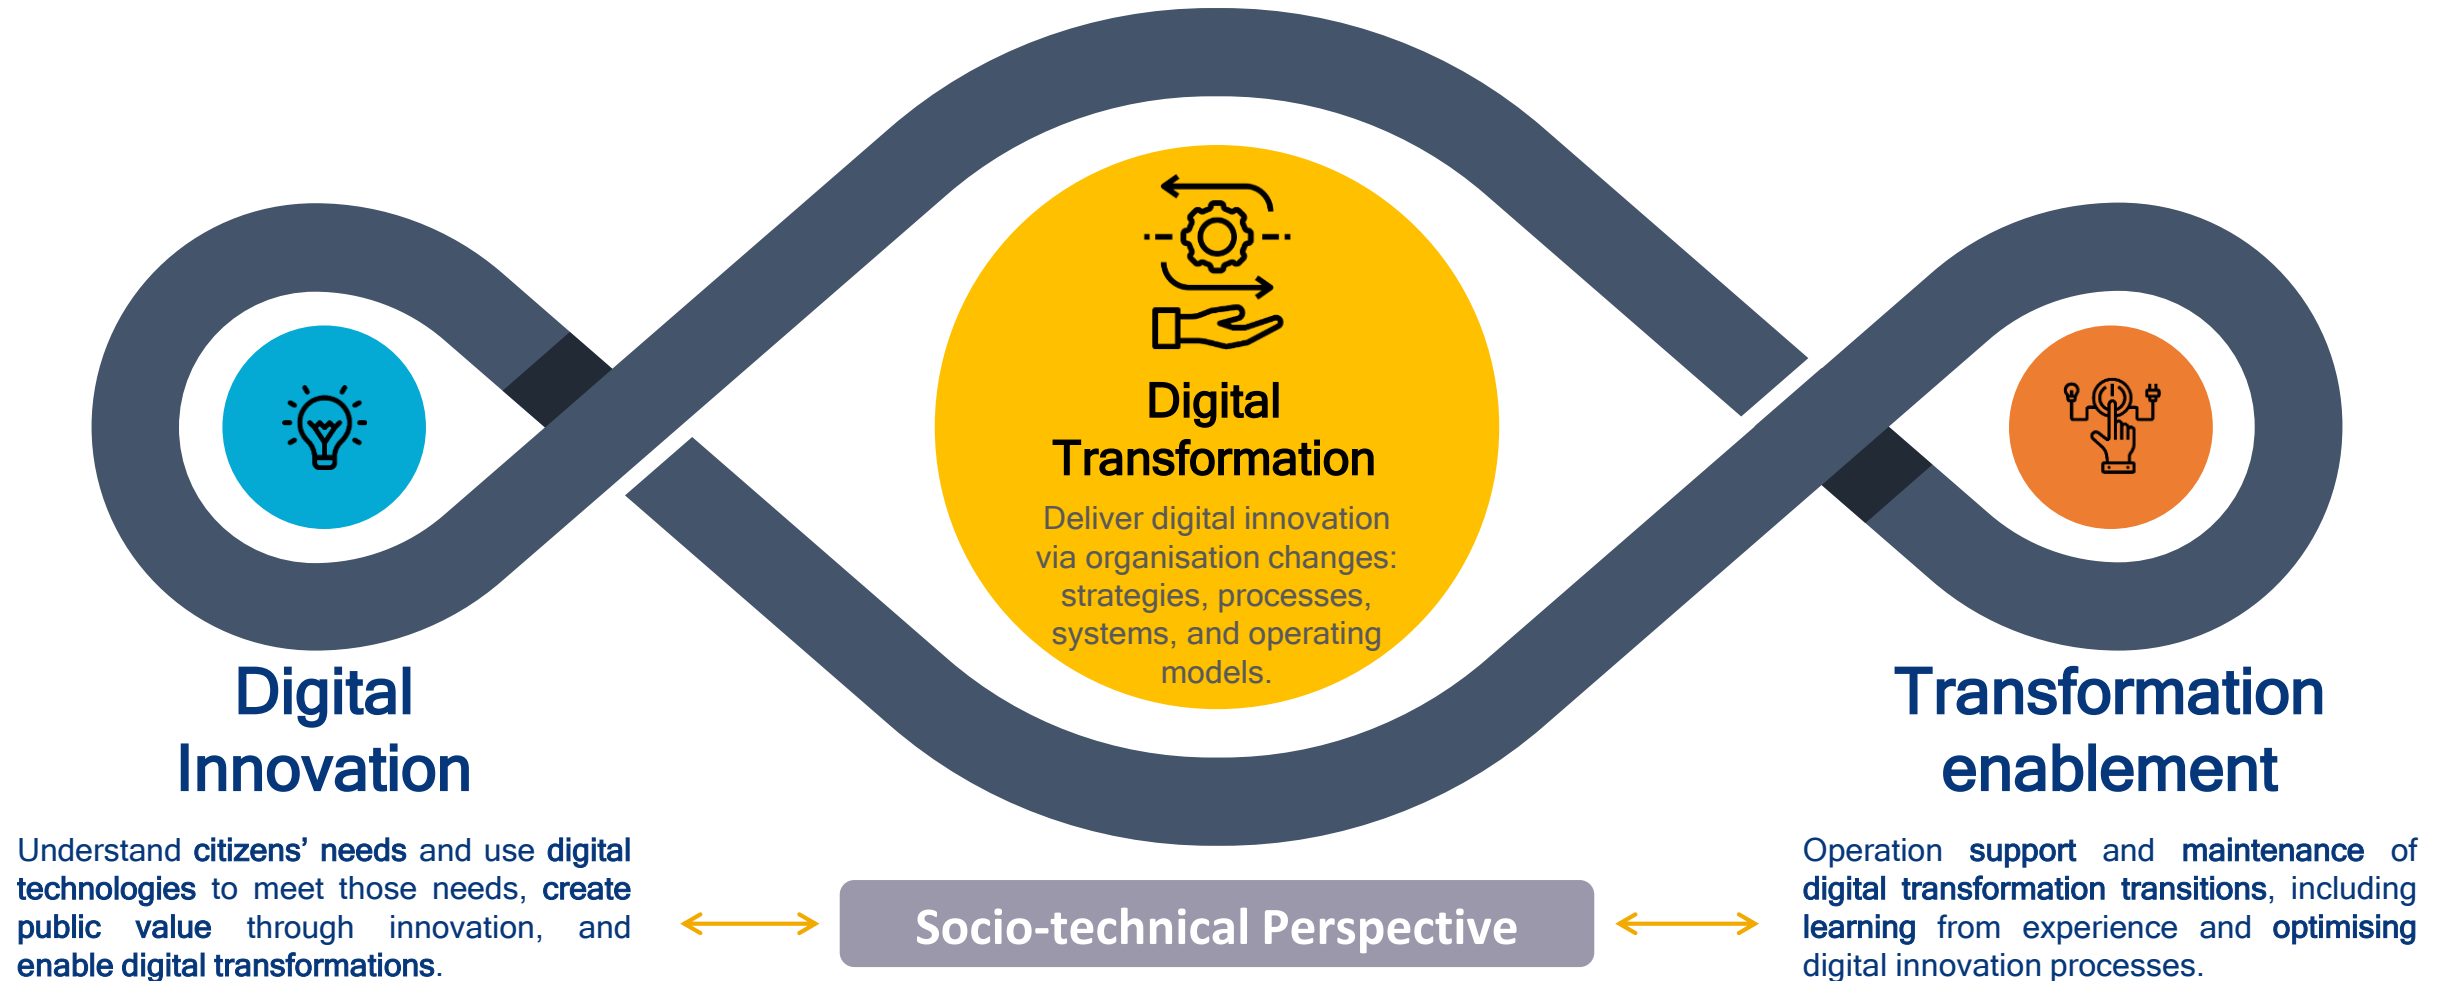 Digital
Transformation
Deliver digital innovation
via organisation changes:
strategies, processes,
systems, and operating
models.
Digital
Innovation
Understand citizens’ needs and use digital
technologies to meet those needs, create
public value through innovation, and
enable digital transformations.
Socio-technical Perspective
Transformation
enablement
Operation support and maintenance of
digital transformation transitions, including
learning from experience and optimising
digital innovation processes.